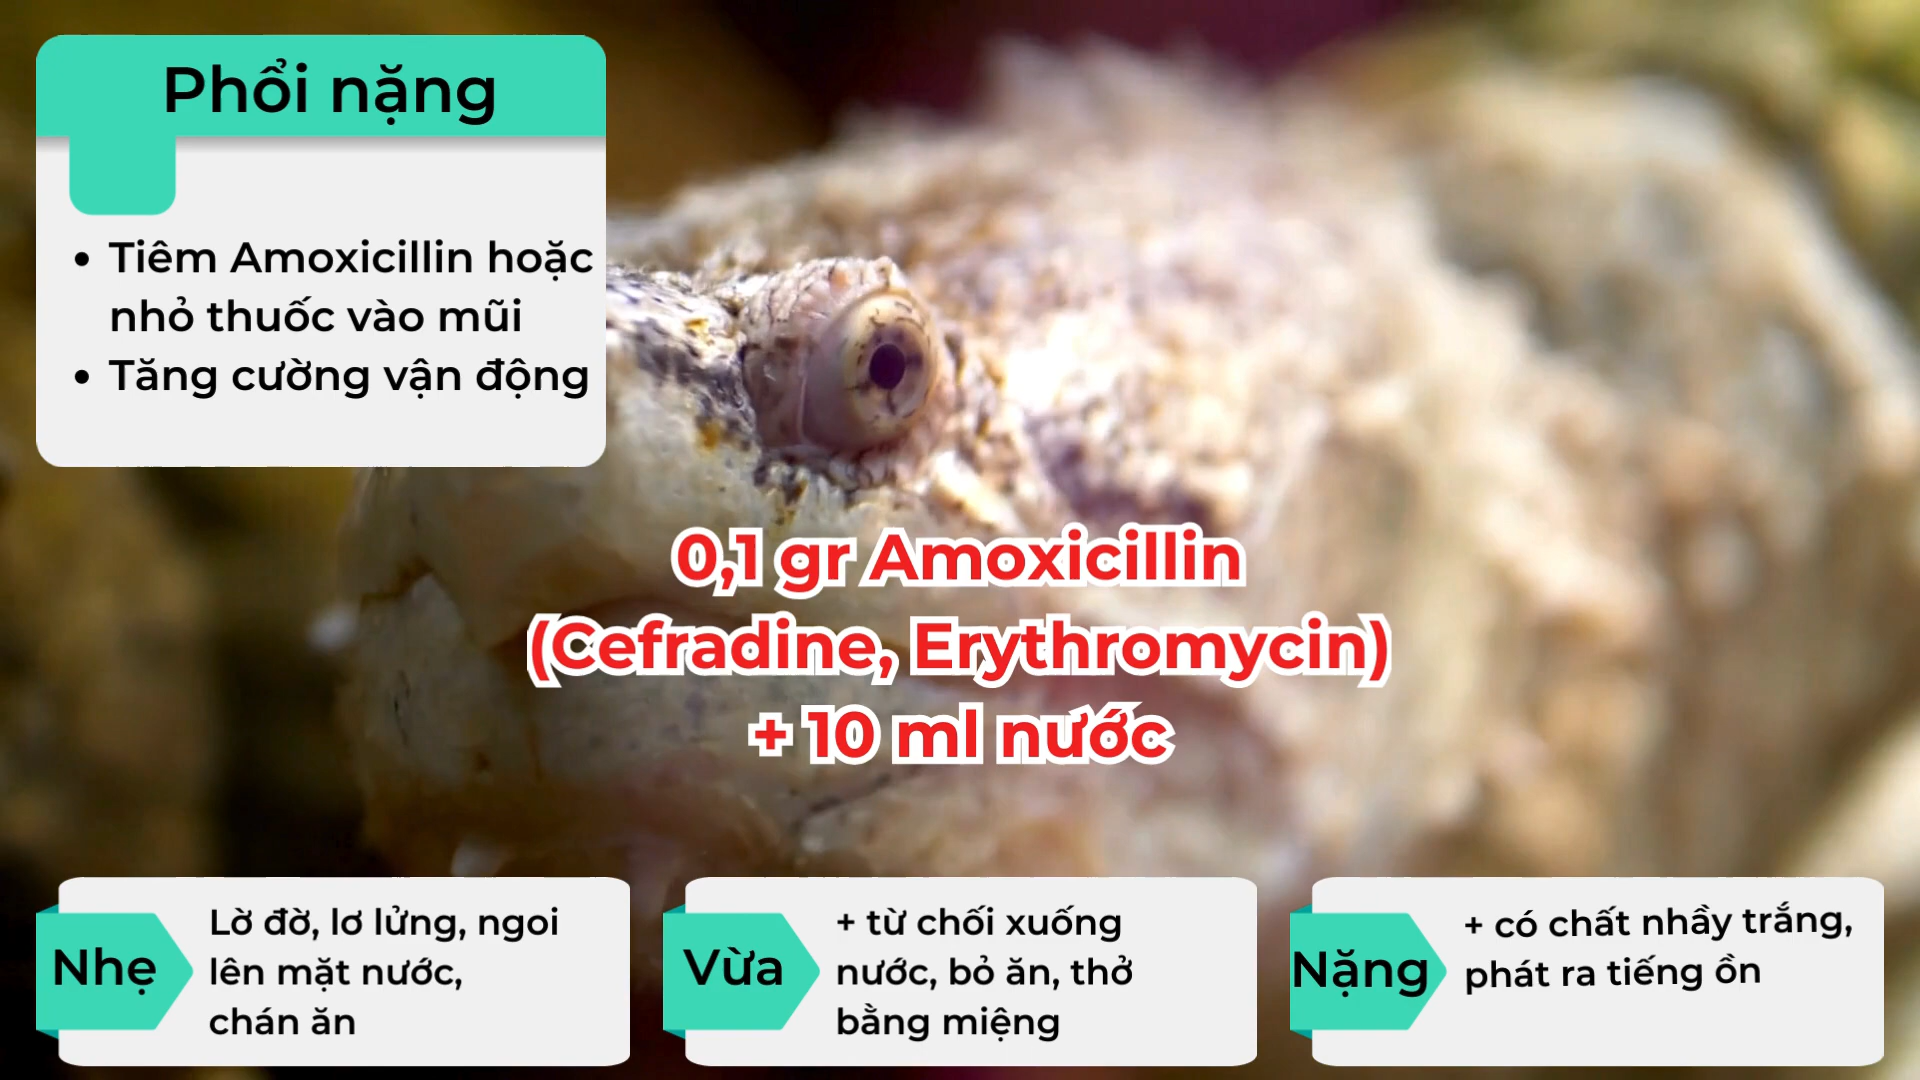 Phổi nặng
• Tiêm Amoxicillin hoặc
nhỏ thuốc vào mũi
• Tăng cường vận động
0,1 gr Amoxicillin
(Cefradine, Erythromycin)
+ 10 ml nước
Nhẹ
Lờ đờ, lơ lửng, ngoi
lên mặt nước,
chán ăn
Vừa
+ từ chối xuống
nước, bỏ ăn, thở
bằng miệng
Nặng
+ có chất nhầy trắng,
phát ra tiếng ồn